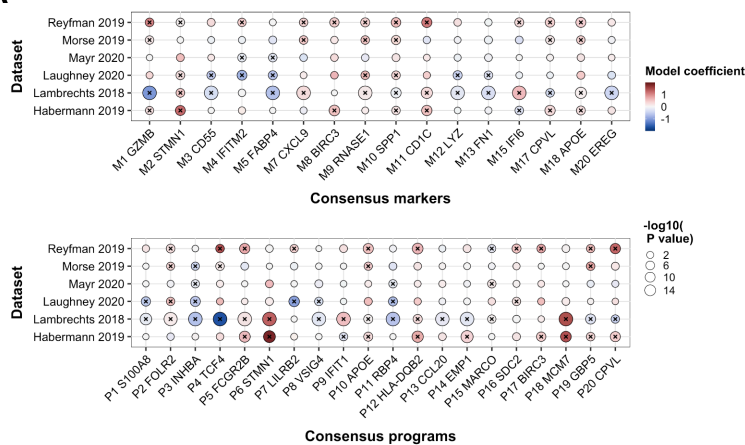 Dataset
Reyfman 2019
Morse 2019
Mayr 2020
Laughney 2020
Lambrechts 2018
Habermann 2019
M1 GZMB
M2 STMN1
M3 CD55
M4 IFITM2
M5 FABP4
M7 CXCL9
M8 BIRC3
M9 RNASE1
M10 SPP1
M11 CD1C
M12 LYZ
M13 FN1
M15 IFI6
M17 CPVL
M18 APOE
M20 EREG
Consensus markers
Model coefficient
1
0
-1
Dataset
Reyfman 2019
Morse 2019
Mayr 2020
Laughney 2020
Lambrechts 2018
Habermann 2019
P1 S100A8
P2 FOLR2
P3 INHBA
P4 TCF4
P5 FCGR2B
P6 STMN1
P7 LILRB2
P8 VSIG4
P9 IFIT1
P10 APOE
P11 RBP4
P12 HLA-DQB2
P13 CCL20
P14 EMP1
P15 MARCO
P16 SDC2
P17 BIRC3
P18 MCM7
P19 GBP5
P20 CPVL
Consensus programs
-log10(
P value)
2
6
10
14